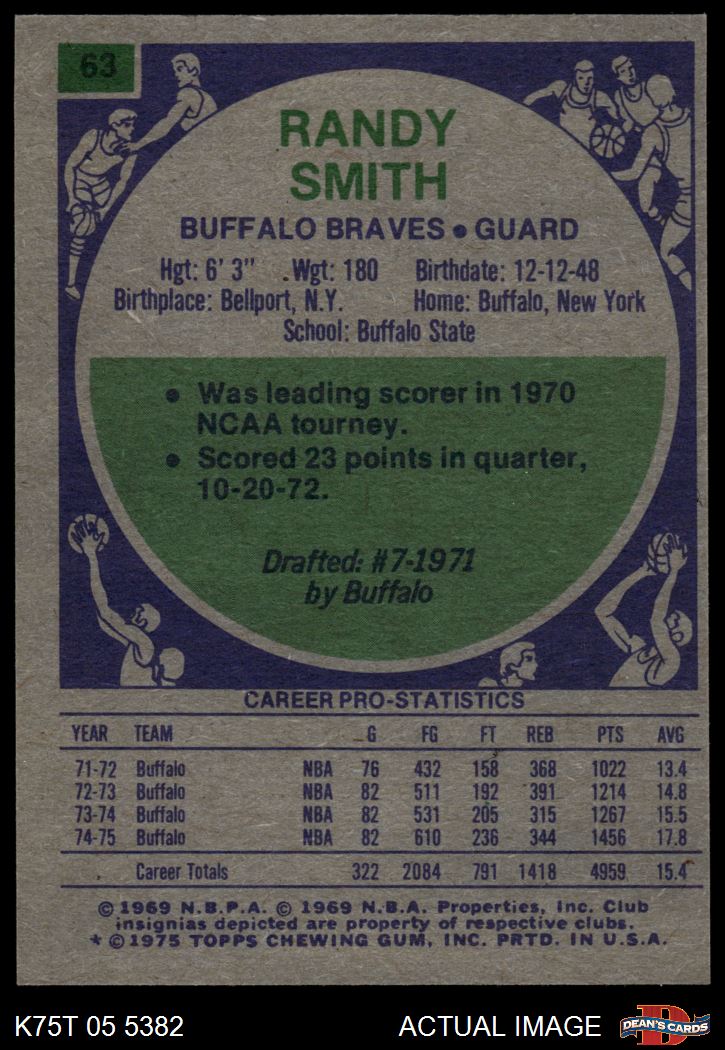 63
RANDY
SMITH
BUFFALO BRAVES • GUARD
Hgt: 6' 3" Wgt: 180 Birthdate: 12-12-48
Birthplace: Bellport, N.Y. Home: Buffalo, New York
School: Buffalo State
• Was leading scorer in 1970
NCAA tourney.
• Scored 23 points in quarter,
10-20-72.
Drafted: #7-1971
by Buffalo
CAREER PRO-STATISTICS
YEAR TEAM G FG FT REB PTS AVG
71-72 Buffalo NBA 76 432 158 368 1022 13.4
72-73 Buffalo NBA 82 511 192 391 1214 14.8
73-74 Buffalo NBA 82 531 205 315 1267 15.5
74-75 Buffalo NBA 82 610 236 344 1456 17.8
Career Totals 322 2084 791 1418 4959 15.4
© 1969 N.B.P.A. © 1969 N.B.A. Properties, Inc. Club
insignias depicted are property of respective clubs.
* © 1975 TOPPS CHEWING GUM, INC. PRTD. IN U.S.A.
K75T 05 5382 ACTUAL IMAGE D DEAN'S CARDS